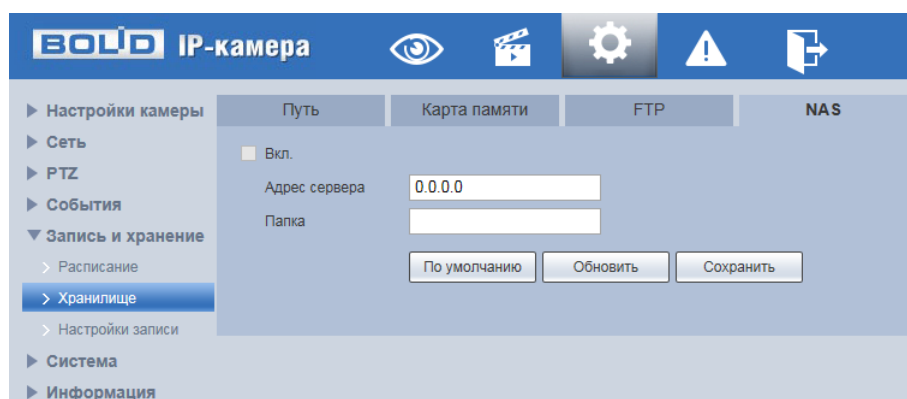 BOLID IP-камера
Настройки камеры
Сеть
PTZ
События
Запись и хранение
Расписание
Хранилище
Настройки записи
Система
Информация
Путь Карта памяти FTP NAS
Вкл.
Адрес сервера 0.0.0.0
Папка
По умолчанию Обновить Сохранить